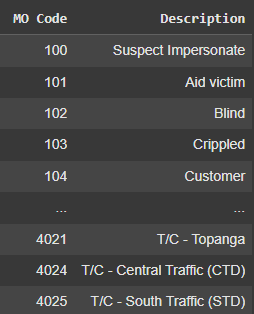 MO Code Description
100 Suspect Impersonate
101 Aid victim
102 Blind
103 Crippled
104 Customer
... ...
4021 T/C - Topanga
4024 T/C - Central Traffic (CTD)
4025 T/C - South Traffic (STD)